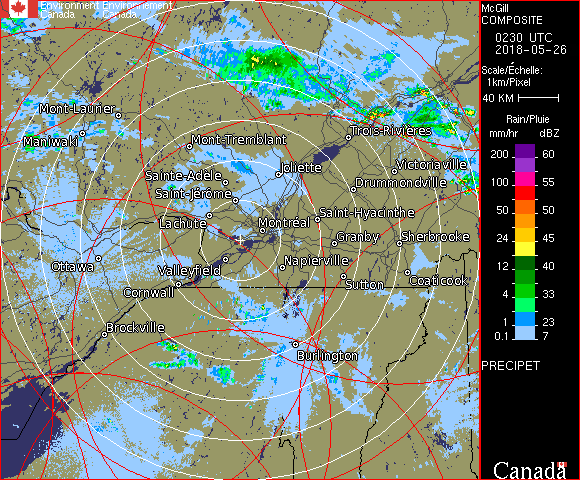 Environment Environnement
Canada Canada
McGill
COMPOSITE
0230 UTC
2018-05-26
Scale/Échelle:
1km/Pixel
40 KM
Rain/Pluie
mm/hr dBZ
200 60
100 55
50 50
24 45
12 40
4 33
1 28
0.5 23
0.1 7
PRECIPET
Canada
Mont-Laurier
Maniwaki
Mont-Tremblant
Trois-Rivières
Joliette
Victoriaville
Sainte-Adèle
Drummondville
Saint-Jérôme
Lachute
Saint-Hyacinthe
Montréal
Granby
Sherbrooke
Ottawa
Napierville
Valleyfield
Coaticook
Cornwall
Sutton
Brockville
Burlington